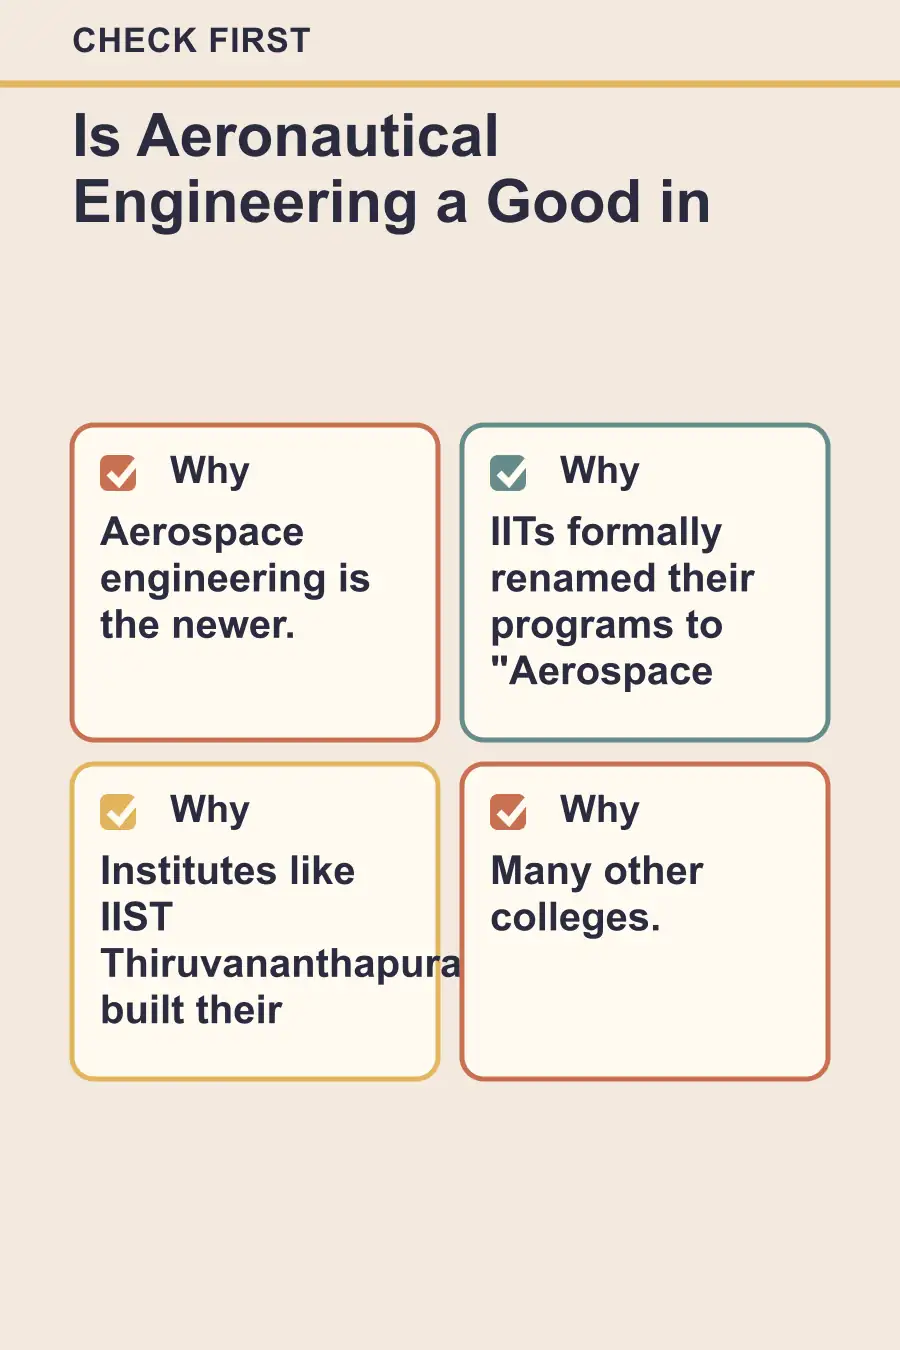 CHECK FIRST
Is Aeronautical
Engineering a Good in
Why
Aerospace
engineering is
the newer.
Why
IITs formally
renamed their
programs to
"Aerospace
Why
Institutes like
IIST
Thiruvananthapura
built their
Why
Many other
colleges.